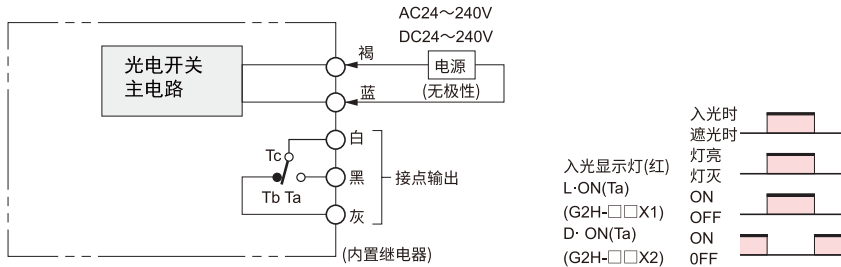 AC24～240V
DC24～240V
光电开关
主电路
褐
电源
蓝
(无极性)
白
Tc
黑
接点输出
Tb Ta
灰
(内置继电器)
入光时
遮光时
入光显示灯(红)
灯亮
灯灭
L·ON(Ta)
(G2H-□□X1)
ON
OFF
D· ON(Ta)
(G2H-□□X2)
ON
0FF